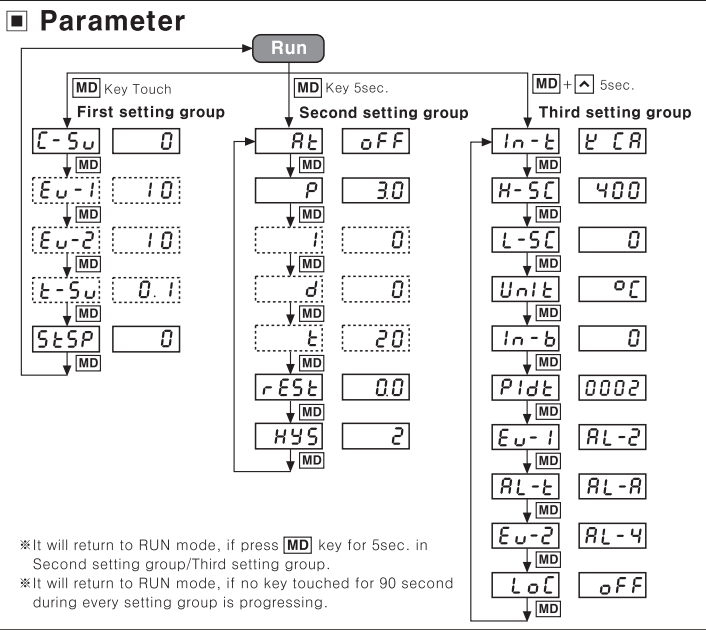 Parameter
Run
MD Key Touch
First setting group
C-Su 0
MD
Eu-1 10
MD
Eu-2 10
MD
t-Su 0.1
MD
StSP 0
MD
MD Key 5sec.
Second setting group
At oFF
MD
P 3.0
MD
I 0
MD
d 0
MD
t 20
MD
rESt 0.0
MD
HYS 2
MD
MD + ^ 5sec.
Third setting group
In-t K CA
MD
H-SC 400
MD
L-SC 0
MD
UnIt °C
MD
In-b 0
MD
PIdt 0002
MD
Eu-1 AL-2
MD
AL-t AL-A
MD
Eu-2 AL-4
MD
LoC oFF
MD
※It will return to RUN mode, if press MD key for 5sec. in
Second setting group/Third setting group.
※It will return to RUN mode, if no key touched for 90 second
during every setting group is progressing.